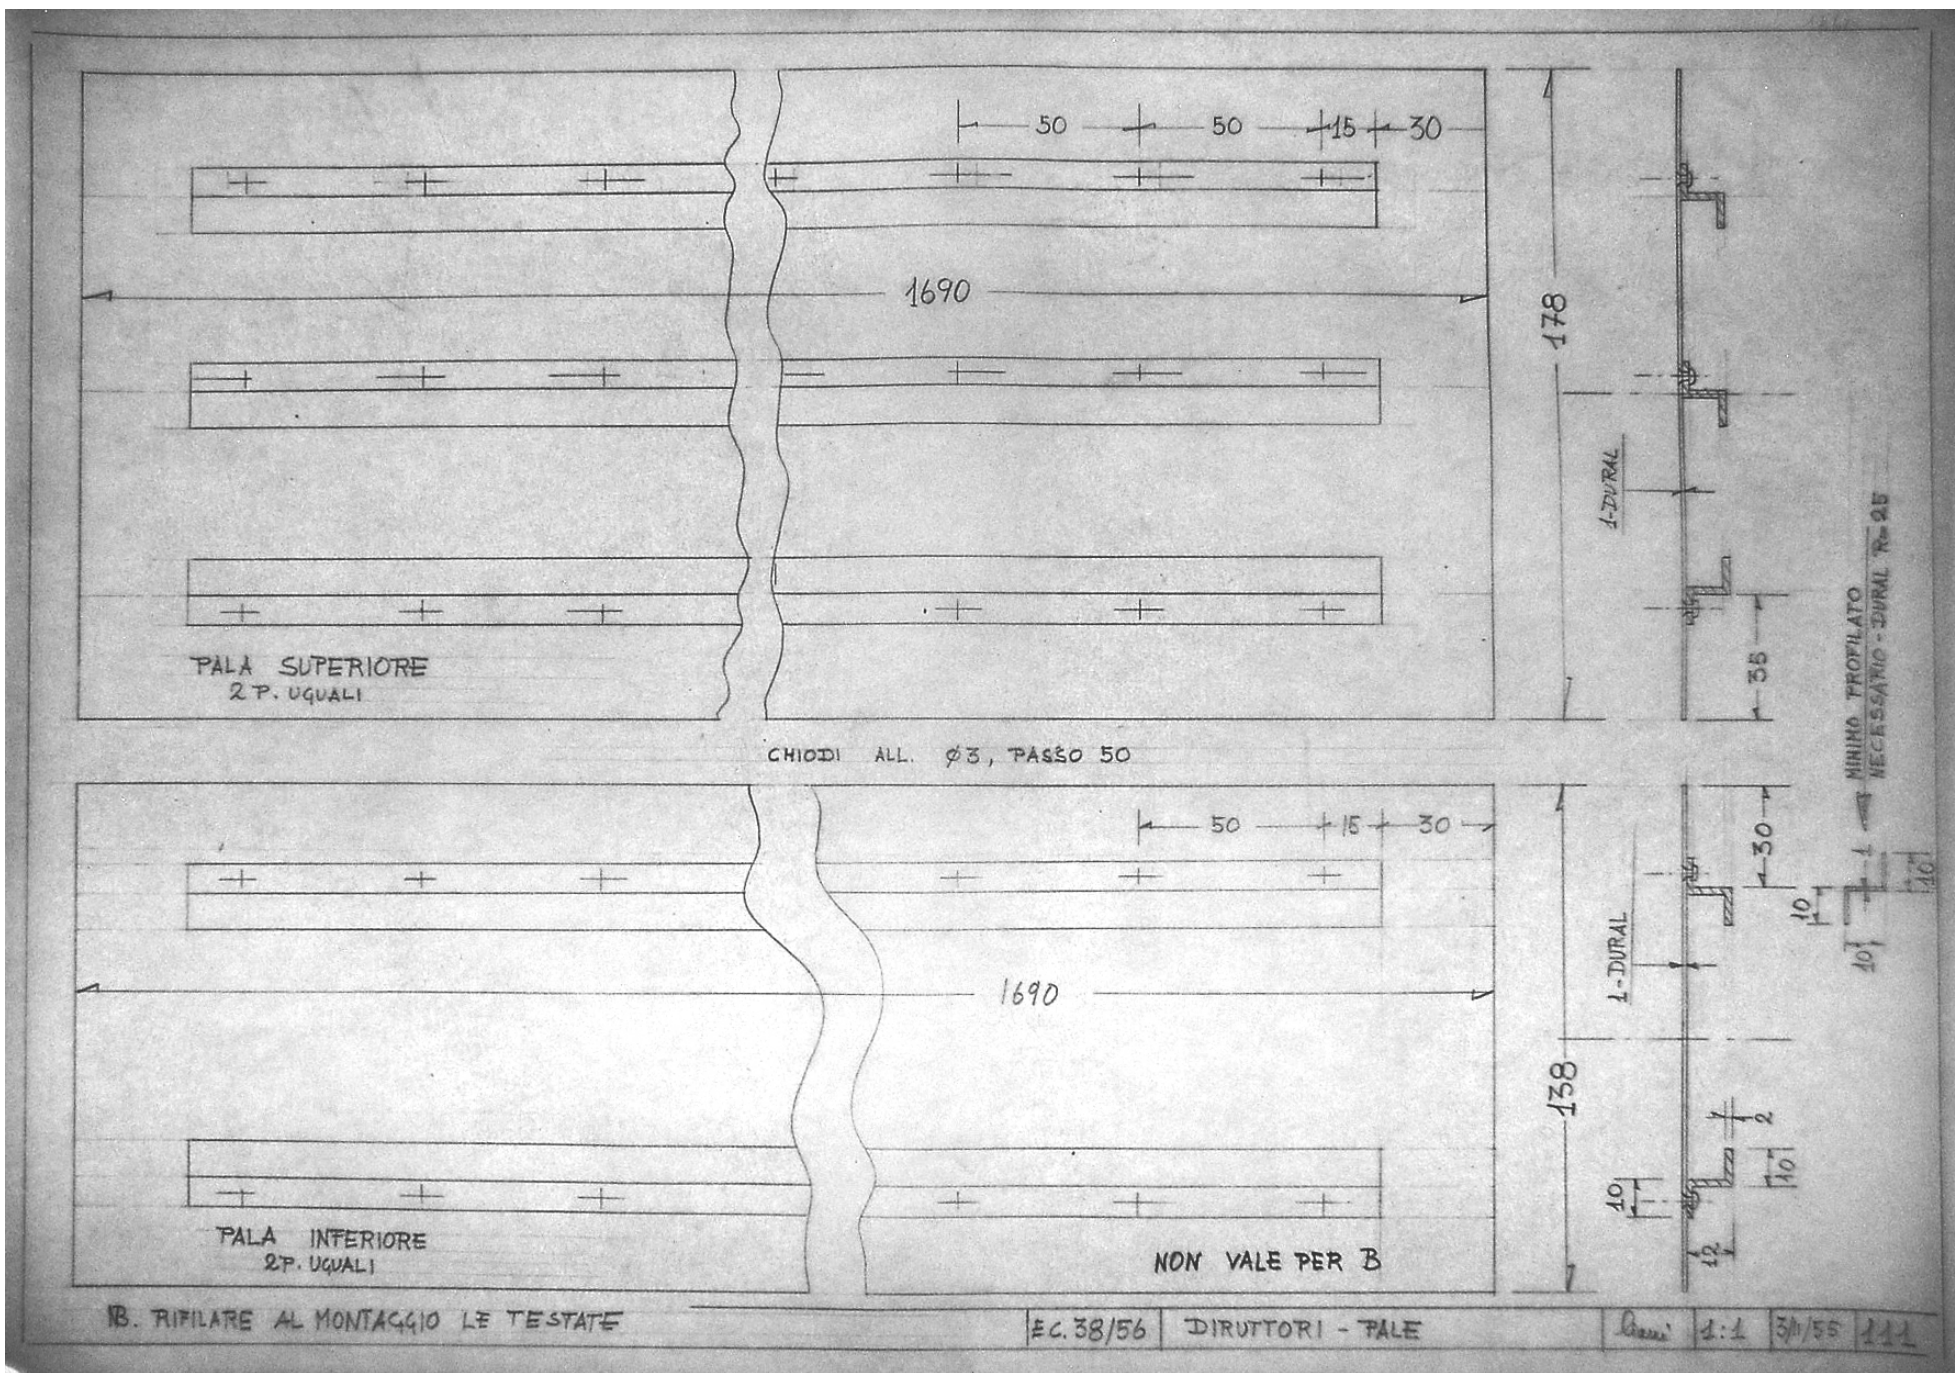 50 50 15 30
1690
178
1-DURAL
35
PALA SUPERIORE
2 P. UGUALI
CHIODI ALL. Ø3, PASSO 50
MINIMO PROFILATO
NECESSARIO - DURAL R= 25
50 15 30
30
1
10
10
10
1-DURAL
1690
138
2
10
10
12
PALA INFERIORE
2P. UGUALI
NON VALE PER B
NB. RIFILARE AL MONTAGGIO LE TESTATE
EC.38/56
DIRUTTORI - PALE
1:1
3/11/55
111